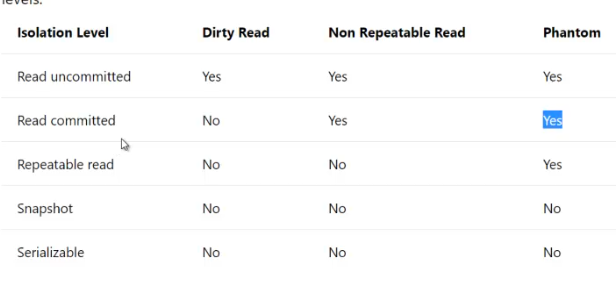 levels.
Isolation Level Dirty Read Non Repeatable Read Phantom
Read uncommitted Yes Yes Yes
Read committed No Yes Yes
Repeatable read No No Yes
Snapshot No No No
Serializable No No No